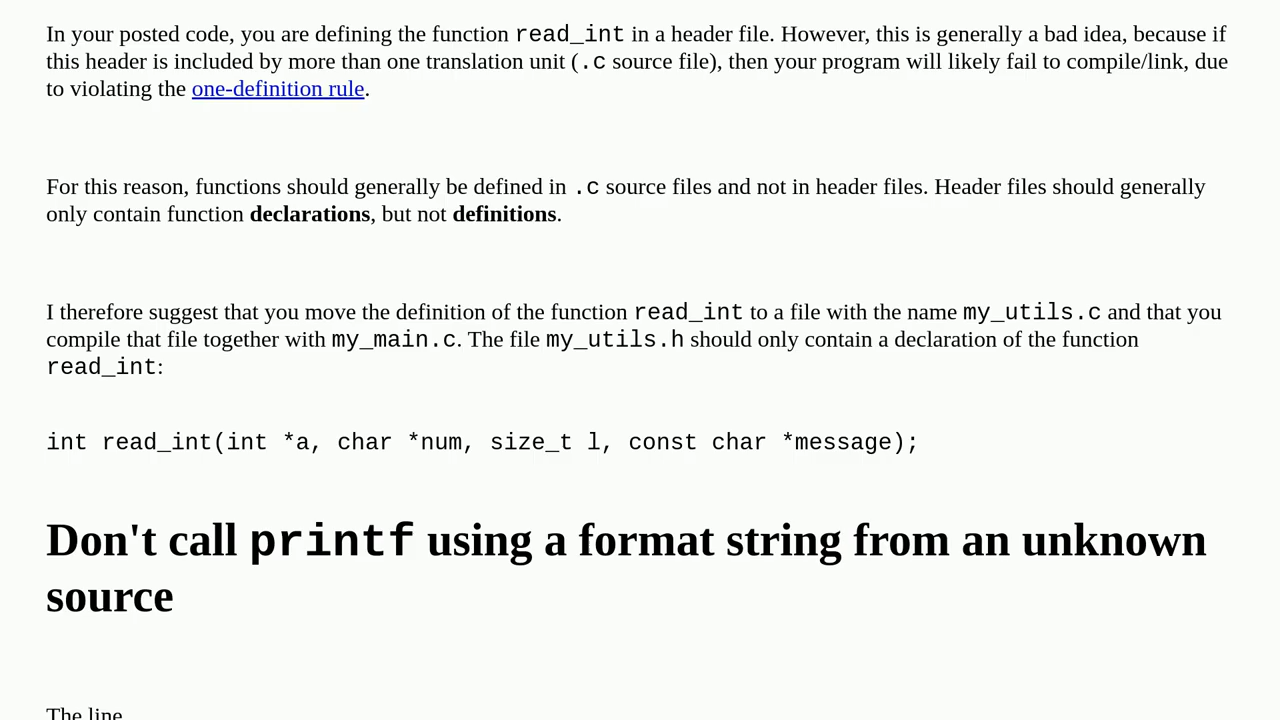 In your posted code, you are defining the function read_int in a header file. However, this is generally a bad idea, because if
this header is included by more than one translation unit (.c source file), then your program will likely fail to compile/link, due
to violating the one-definition rule.
For this reason, functions should generally be defined in .c source files and not in header files. Header files should generally
only contain function declarations, but not definitions.
I therefore suggest that you move the definition of the function read_int to a file with the name my_utils.c and that you
compile that file together with my_main.c. The file my_utils.h should only contain a declaration of the function
read_int:
int read_int(int *a, char *num, size_t l, const char *message);
Don't call printf using a format string from an unknown
source
The line